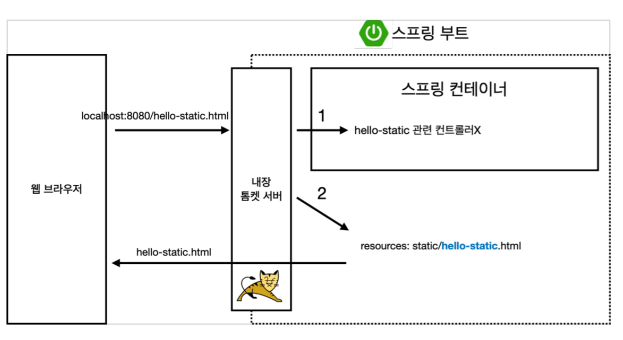 스프링 부트
스프링 컨테이너
localhost:8080/hello-static.html
1
hello-static 관련 컨트롤러X
웹 브라우저
내장
톰켓 서버
2
resources: static/hello-static.html
hello-static.html